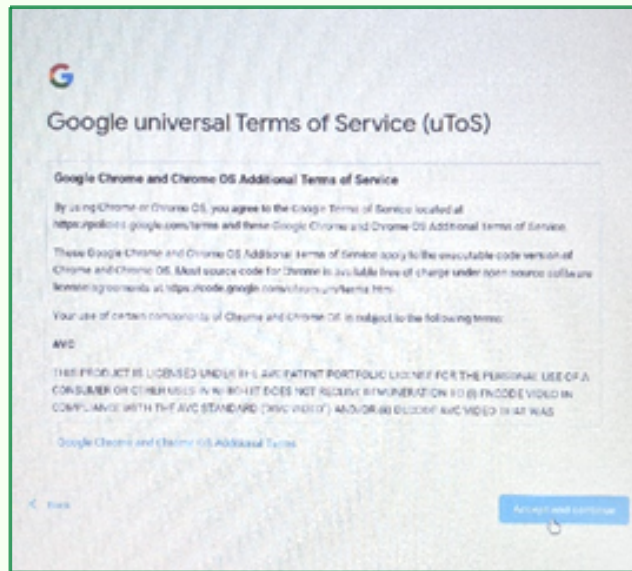 Google universal Terms of Service (uToS)
Google Chrome and Chrome OS Additional Terms of Service
By using Chrome or Chrome OS, you agree to the Google Terms of Service located at
https://policies.google.com/terms and these Google Chrome and Chrome OS Additional Terms of Service.
These Google Chrome and Chrome OS Additional Terms of Service apply to the executable code version of
Chrome and Chrome OS. Most source code for Chrome is available free of charge under open source software
license agreements at https://code.google.com/chromium/terms.html.
Your use of certain components of Chrome and Chrome OS is subject to the following terms:
AVC
THIS PRODUCT IS LICENSED UNDER THE AVC PATENT PORTFOLIO LICENSE FOR THE PERSONAL USE OF A
CONSUMER OR OTHER USES IN WHICH IT DOES NOT RECEIVE REMUNERATION TO (i) ENCODE VIDEO IN
COMPLIANCE WITH THE AVC STANDARD ("AVC VIDEO") AND/OR (ii) DECODE AVC VIDEO THAT WAS
Google Chrome and Chrome OS Additional Terms
< Back
Accept and continue